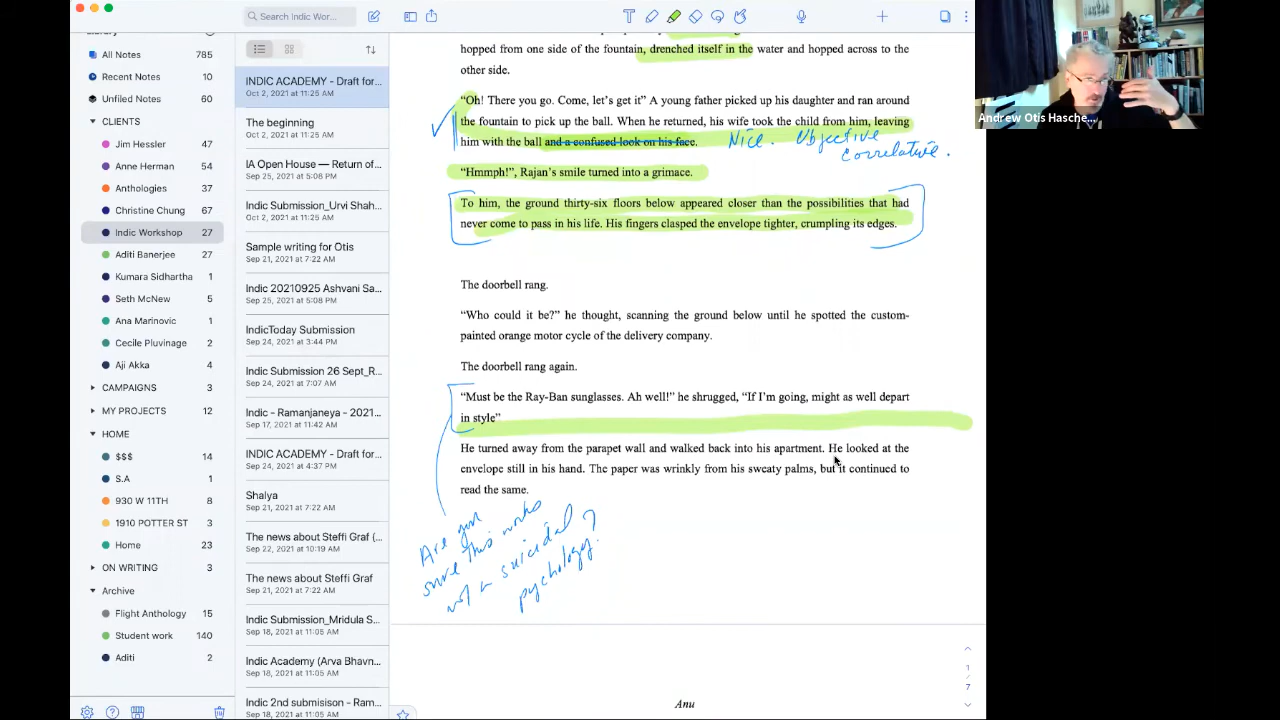 Search Indic Wor...
Library
All Notes 785
Recent Notes 10
Unfiled Notes 60
CLIENTS
Jim Hessler 47
Anne Herman 44
Anthologies 37
Christine Chung 67
Indic Workshop 27
Aditi Banerjee 27
Kumara Sidhartha 1
Seth McNew 5
Ana Marinovic 1
Cecile Pluvinage 2
Aji Akka 4
CAMPAIGNS 3
MY PROJECTS 12
HOME
$$$ 14
S.A 1
930 W 11TH 8
1910 POTTER ST 3
Home 23
ON WRITING 3
Archive
Flight Anthology 15
Student work 140
Aditi 2
INDIC ACADEMY - Draft for...
Oct 2, 2021 at 11:25 AM
The beginning
Oct 2, 2021 at 11:25 AM
IA Open House — Return of...
Sep 25, 2021 at 5:08 PM
Indic Submission_Urvi Shah...
Oct 2, 2021 at 11:25 AM
Sample writing for Otis
Sep 21, 2021 at 7:22 AM
Indic 20210925 Ashvani Sa...
Sep 25, 2021 at 5:08 PM
IndicToday Submission
Sep 24, 2021 at 3:44 PM
Indic Submission 26 Sept_R...
Sep 24, 2021 at 7:07 AM
Indic - Ramanjaneya - 2021...
Sep 17, 2021 at 11:42 AM
INDIC ACADEMY - Draft for...
Sep 24, 2021 at 4:37 PM
Shalya
Sep 21, 2021 at 7:22 AM
The news about Steffi Graf (...
Sep 22, 2021 at 10:19 AM
The news about Steffi Graf
Sep 21, 2021 at 7:22 AM
Indic Submission_Mridula S...
Sep 18, 2021 at 11:05 AM
Indic Academy (Arva Bhavn...
Sep 18, 2021 at 11:05 AM
Indic 2nd submisison - Ram...
Sep 18, 2021 at 11:05 AM
hopped from one side of the fountain, drenched itself in the water and hopped across to the
other side.
“Oh! There you go. Come, let’s get it” A young father picked up his daughter and ran around
the fountain to pick up the ball. When he returned, his wife took the child from him, leaving
him with the ball and a confused look on his face.
Nice. Objective
correlative.
“Hmmph!”, Rajan’s smile turned into a grimace.
To him, the ground thirty-six floors below appeared closer than the possibilities that had
never come to pass in his life. His fingers clasped the envelope tighter, crumpling its edges.
The doorbell rang.
“Who could it be?” he thought, scanning the ground below until he spotted the custom-
painted orange motor cycle of the delivery company.
The doorbell rang again.
“Must be the Ray-Ban sunglasses. Ah well!” he shrugged, “If I’m going, might as well depart
in style”
He turned away from the parapet wall and walked back into his apartment. He looked at the
envelope still in his hand. The paper was wrinkly from his sweaty palms, but it continued to
read the same.
Are you
sure this works
suicidal
psychology?
1
/
7
Anu
Andrew Otis Hasche...